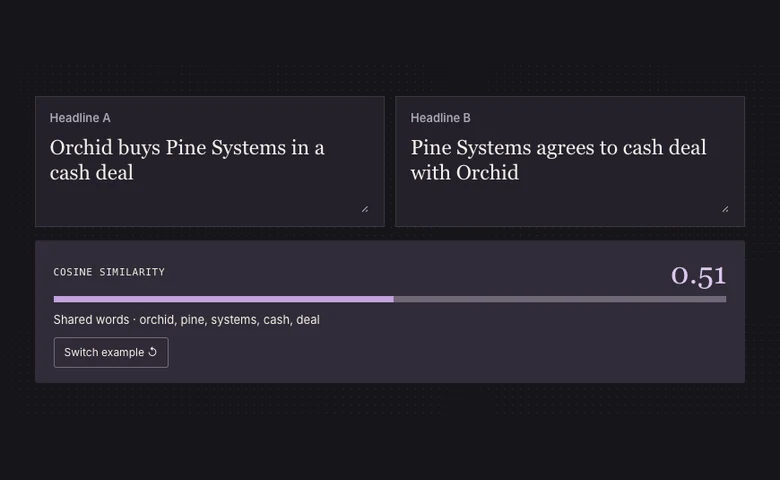 Headline A
Orchid buys Pine Systems in a
cash deal
Headline B
Pine Systems agrees to cash deal
with Orchid
COSINE SIMILARITY
0.51
Shared words · orchid, pine, systems, cash, deal
Switch example ↺